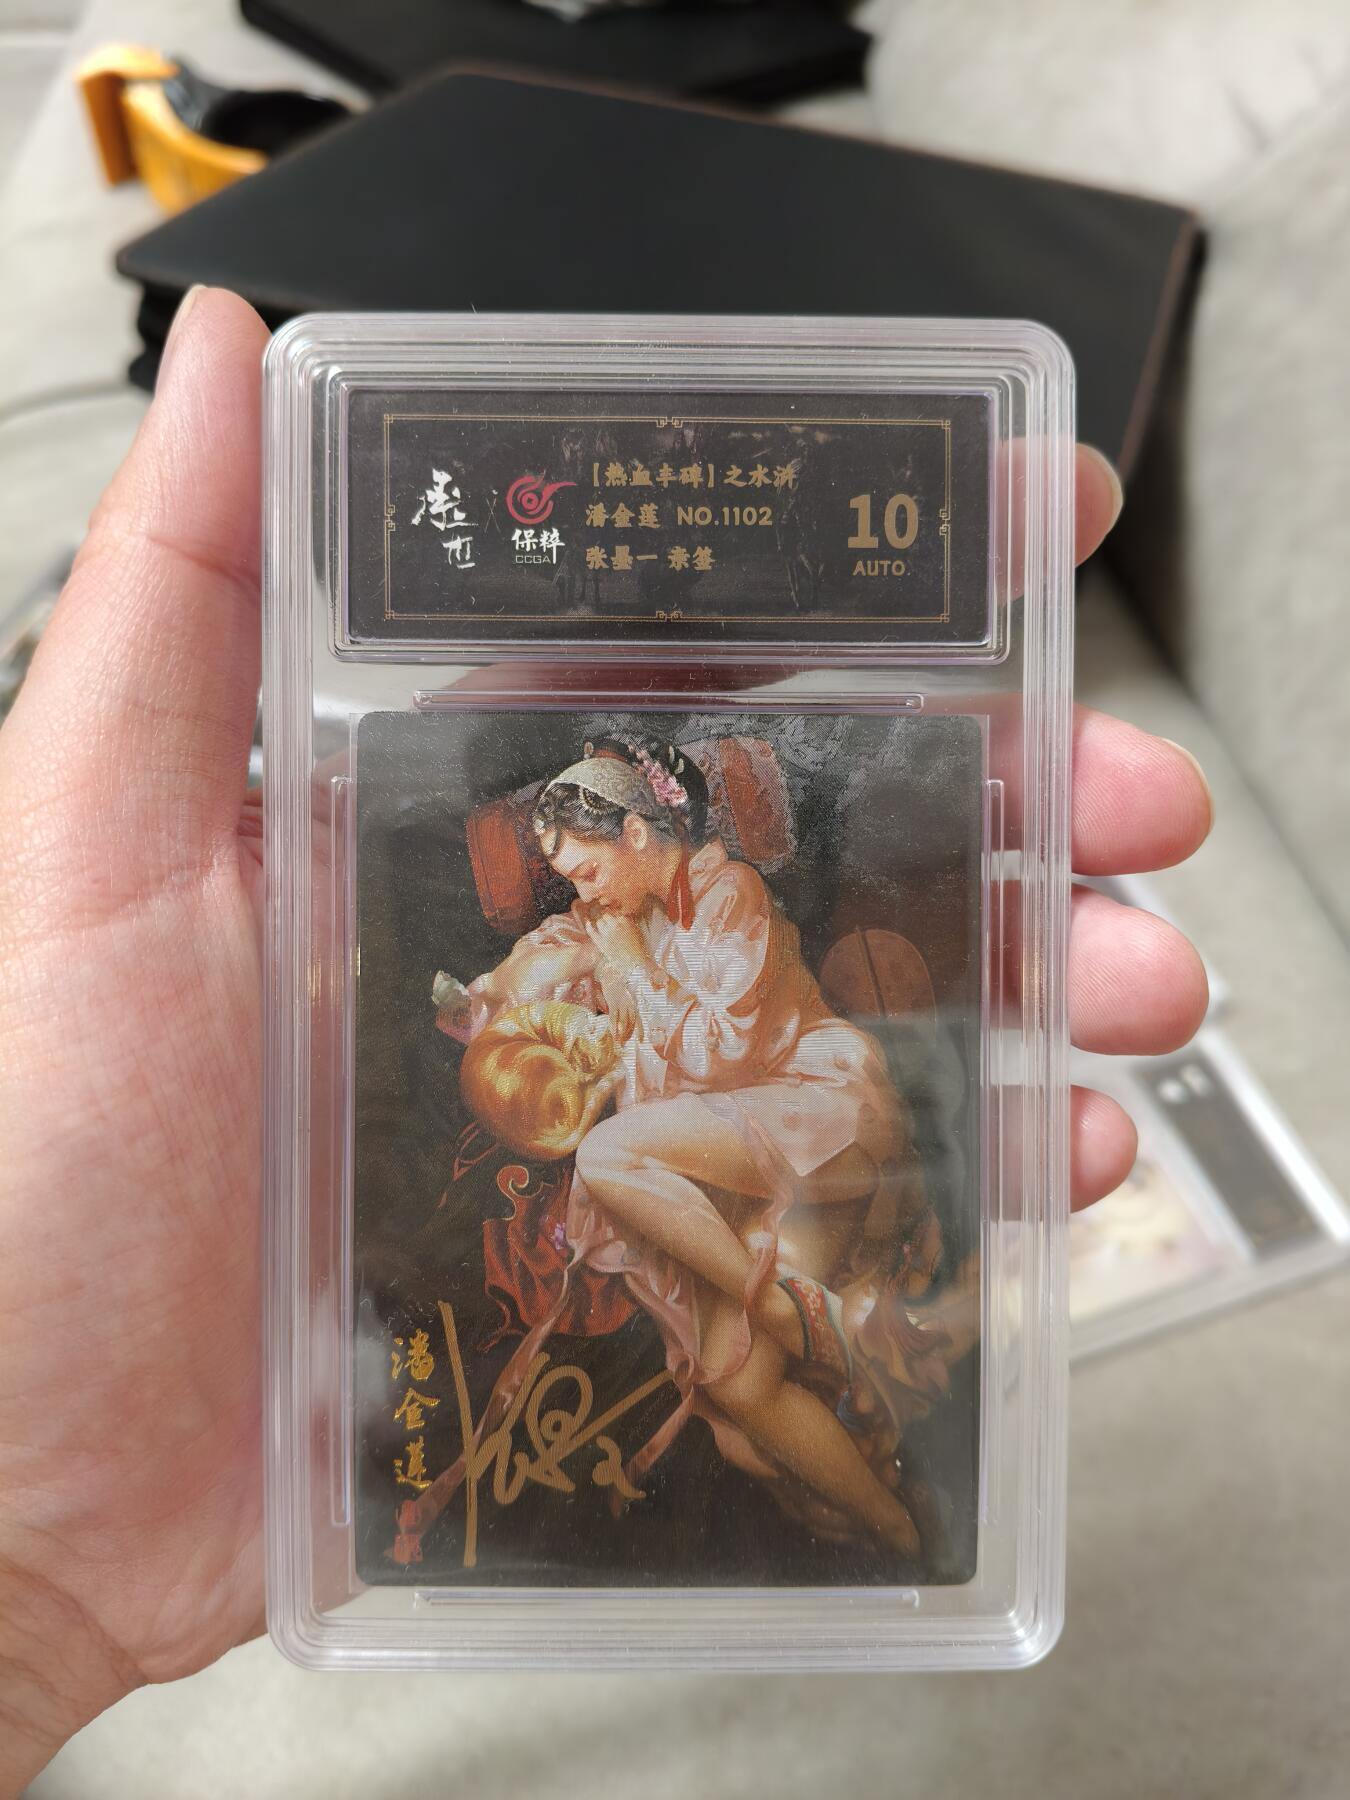 保粹
CCGA
【热血丰碑】之水浒
潘金莲 NO.1102
张墨一 亲签
10
AUTO
潘金莲